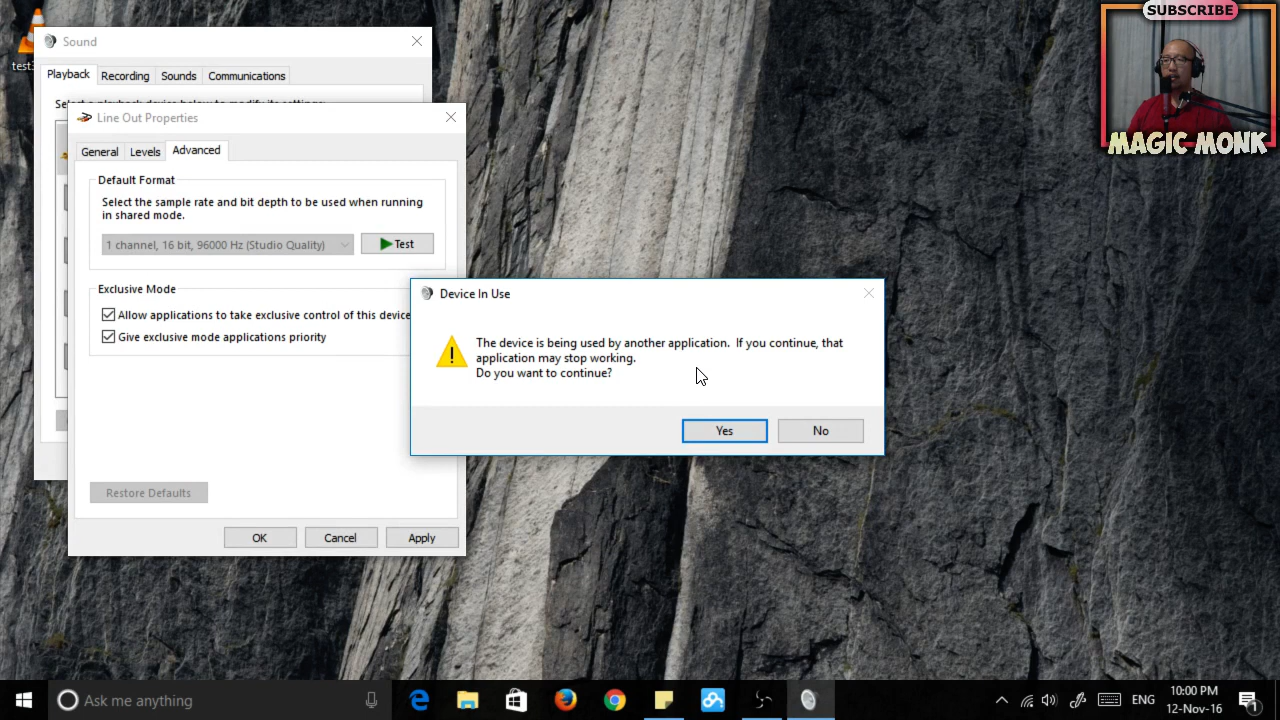 SUBSCRIBE
MAGIC MONK
Sound
Playback
Recording
Sounds
Communications
Line Out Properties
General
Levels
Advanced
Default Format
Select the sample rate and bit depth to be used when running
in shared mode.
1 channel, 16 bit, 96000 Hz (Studio Quality)
Test
Exclusive Mode
Allow applications to take exclusive control of this device
Give exclusive mode applications priority
Restore Defaults
OK
Cancel
Apply
Device In Use
The device is being used by another application. If you continue, that
application may stop working.
Do you want to continue?
Yes
No
Ask me anything
ENG
10:00 PM
12-Nov-16
1